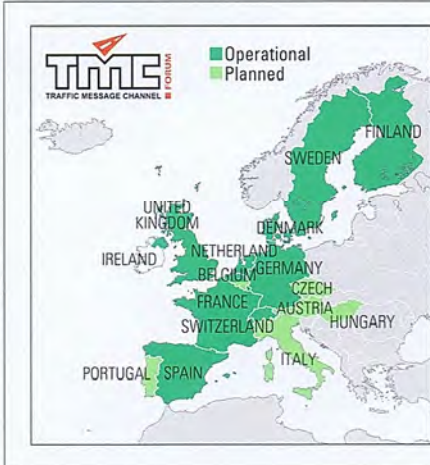 TMC
FORUM
TRAFFIC MESSAGE CHANNEL
Operational
Planned
FINLAND
SWEDEN
UNITED
KINGDOM
DENMARK
IRELAND
NETHERLAND
BELGIUM
GERMANY
CZECH
FRANCE
AUSTRIA
SWITZERLAND
HUNGARY
ITALY
PORTUGAL
SPAIN